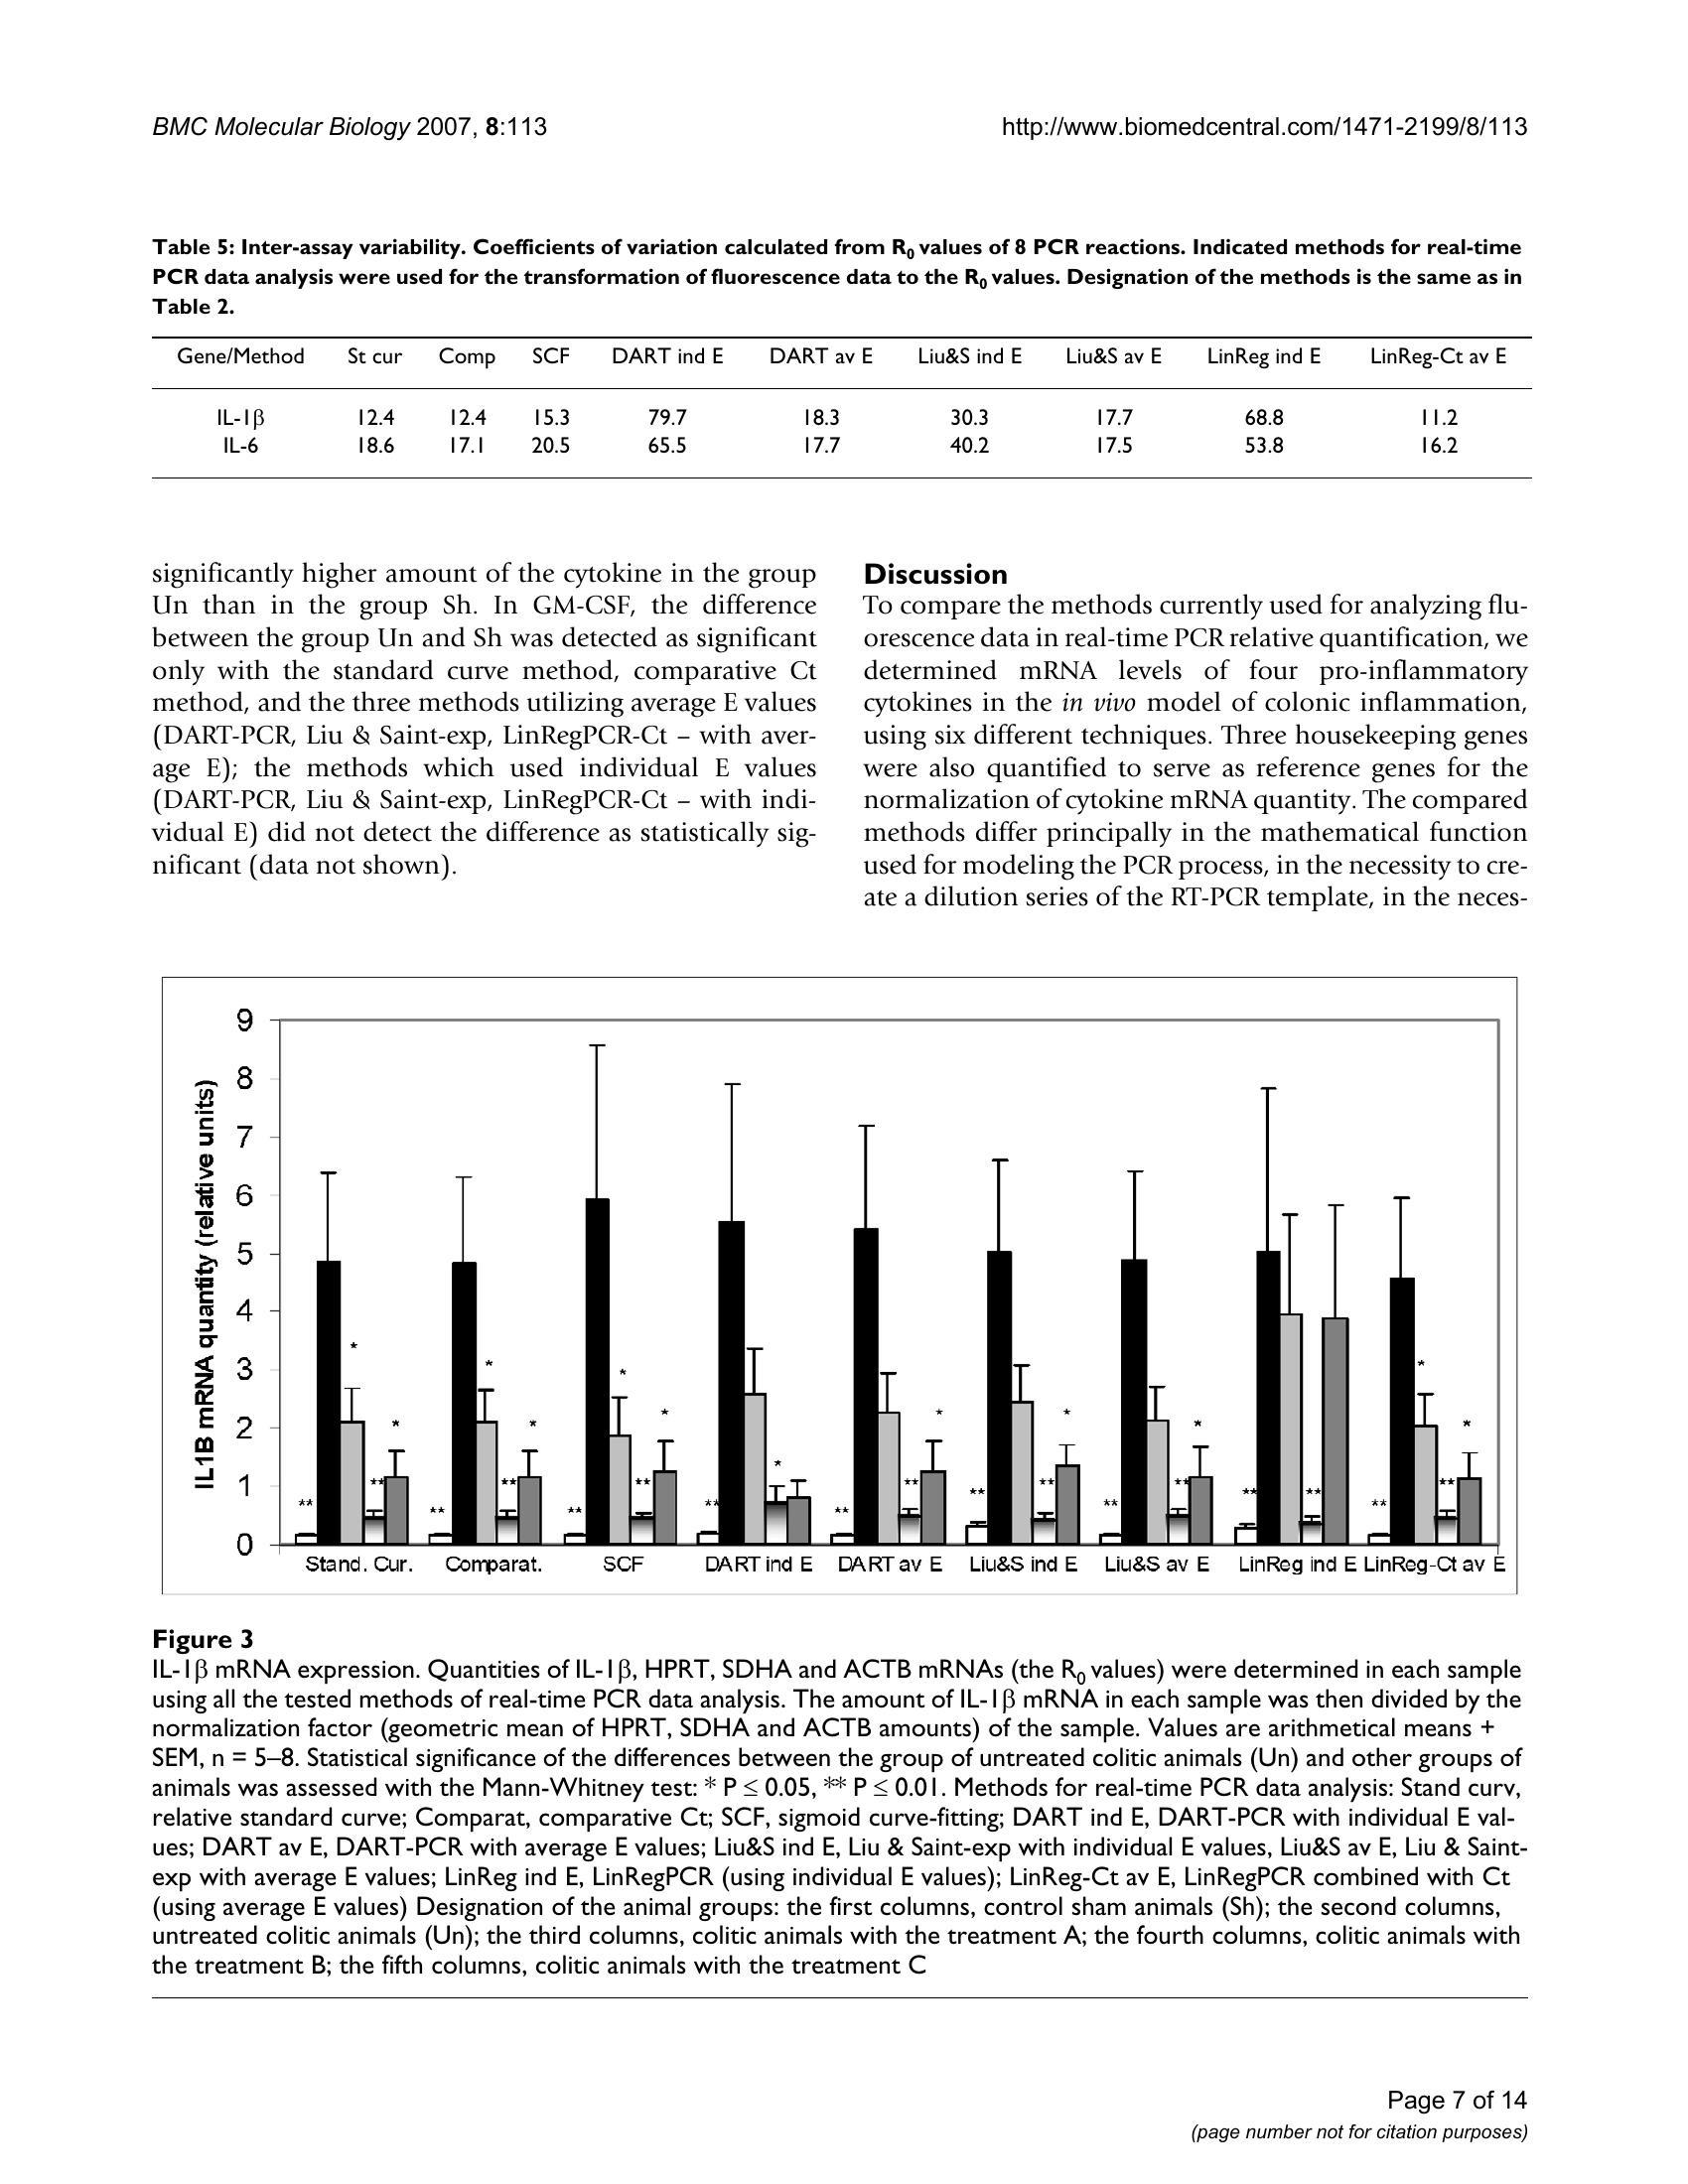 BMC Molecular Biology 2007, 8:113
http://www.biomedcentral.com/1471-2199/8/113
Table 5: Inter-assay variability. Coefficients of variation calculated from R0 values of 8 PCR reactions. Indicated methods for real-time
PCR data analysis were used for the transformation of fluorescence data to the R0 values. Designation of the methods is the same as in
Table 2.
Gene/Method St cur Comp SCF DART ind E DART av E Liu&S ind E Liu&S av E LinReg ind E LinReg-Ct av E
IL-1β 12.4 12.4 15.3 79.7 18.3 30.3 17.7 68.8 11.2
IL-6 18.6 17.1 20.5 65.5 17.7 40.2 17.5 53.8 16.2
significantly higher amount of the cytokine in the group
Un than in the group Sh. In GM-CSF, the difference
between the group Un and Sh was detected as significant
only with the standard curve method, comparative Ct
method, and the three methods utilizing average E values
(DART-PCR, Liu & Saint-exp, LinRegPCR-Ct – with aver-
age E); the methods which used individual E values
(DART-PCR, Liu & Saint-exp, LinRegPCR-Ct – with indi-
vidual E) did not detect the difference as statistically sig-
nificant (data not shown).
Discussion
To compare the methods currently used for analyzing flu-
orescence data in real-time PCR relative quantification, we
determined mRNA levels of four pro-inflammatory
cytokines in the in vivo model of colonic inflammation,
using six different techniques. Three housekeeping genes
were also quantified to serve as reference genes for the
normalization of cytokine mRNA quantity. The compared
methods differ principally in the mathematical function
used for modeling the PCR process, in the necessity to cre-
ate a dilution series of the RT-PCR template, in the neces-
IL1B mRNA quantity (relative units)
9
8
7
6
5
4
3
2
1
0
** * ** *
** * ** *
** * ** *
** *
** ** *
** ** *
** ** *
** **
** * ** *
Stand. Cur. Comparat. SCF DART ind E DART av E Liu&S ind E Liu&S av E LinReg ind E LinReg-Ct av E
Figure 3
IL-1β mRNA expression. Quantities of IL-1β, HPRT, SDHA and ACTB mRNAs (the R0 values) were determined in each sample
using all the tested methods of real-time PCR data analysis. The amount of IL-1β mRNA in each sample was then divided by the
normalization factor (geometric mean of HPRT, SDHA and ACTB amounts) of the sample. Values are arithmetical means +
SEM, n = 5–8. Statistical significance of the differences between the group of untreated colitic animals (Un) and other groups of
animals was assessed with the Mann-Whitney test: * P ≤ 0.05, ** P ≤ 0.01. Methods for real-time PCR data analysis: Stand curv,
relative standard curve; Comparat, comparative Ct; SCF, sigmoid curve-fitting; DART ind E, DART-PCR with individual E val-
ues; DART av E, DART-PCR with average E values; Liu&S ind E, Liu & Saint-exp with individual E values, Liu&S av E, Liu & Saint-
exp with average E values; LinReg ind E, LinRegPCR (using individual E values); LinReg-Ct av E, LinRegPCR combined with Ct
(using average E values) Designation of the animal groups: the first columns, control sham animals (Sh); the second columns,
untreated colitic animals (Un); the third columns, colitic animals with the treatment A; the fourth columns, colitic animals with
the treatment B; the fifth columns, colitic animals with the treatment C
Page 7 of 14
(page number not for citation purposes)